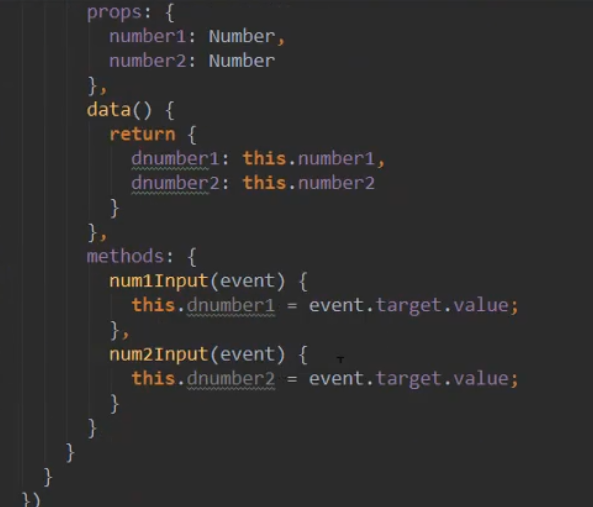 props: {
number1: Number,
number2: Number
},
data() {
return {
dnumber1: this.number1,
dnumber2: this.number2
}
},
methods: {
num1Input(event) {
this.dnumber1 = event.target.value;
},
num2Input(event) {
this.dnumber2 = event.target.value;
}
}
}
}
})